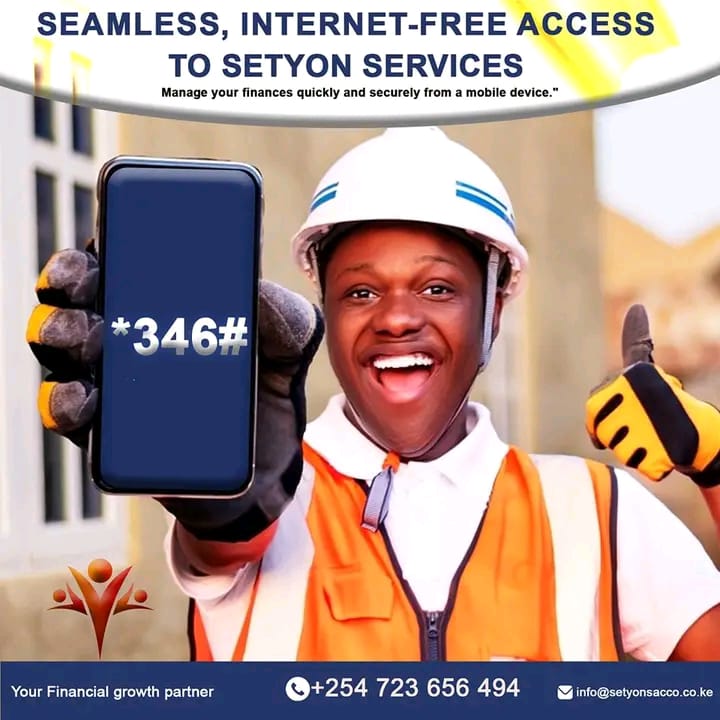 SEAMLESS, INTERNET-FREE ACCESS
TO SETYON SERVICES
Manage your finances quickly and securely from a mobile device."
*346#
Your Financial growth partner
+254 723 656 494
info@setyonsacco.co.ke